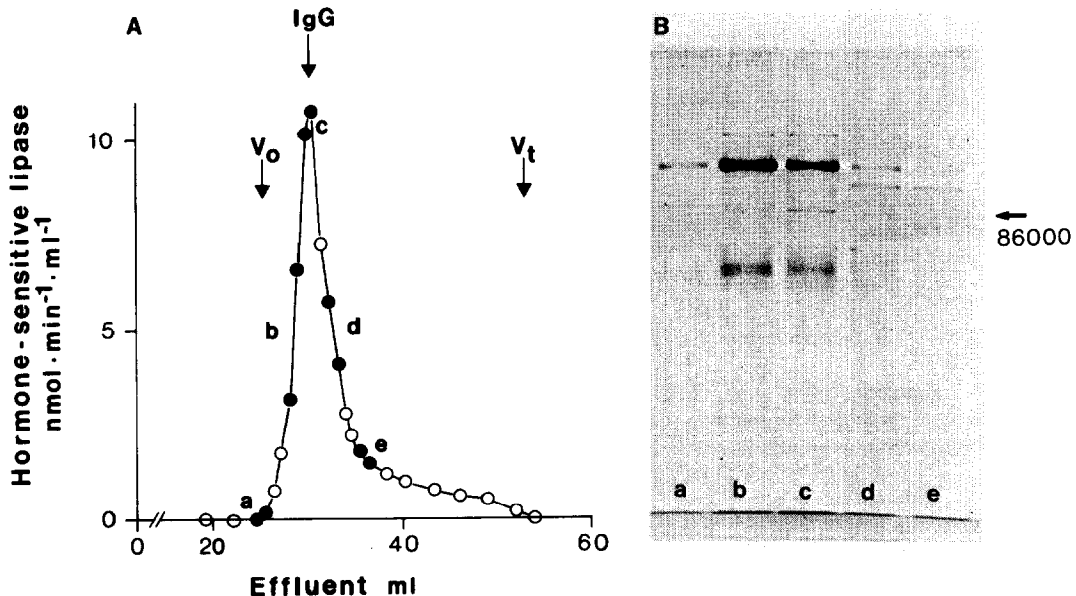 A
IgG
Hormone-sensitive lipase
nmol·min⁻¹·ml⁻¹
10
5
0
Vo
Vt
c
b
d
a
e
0
20
40
60
Effluent ml
B
86000
a b c d e